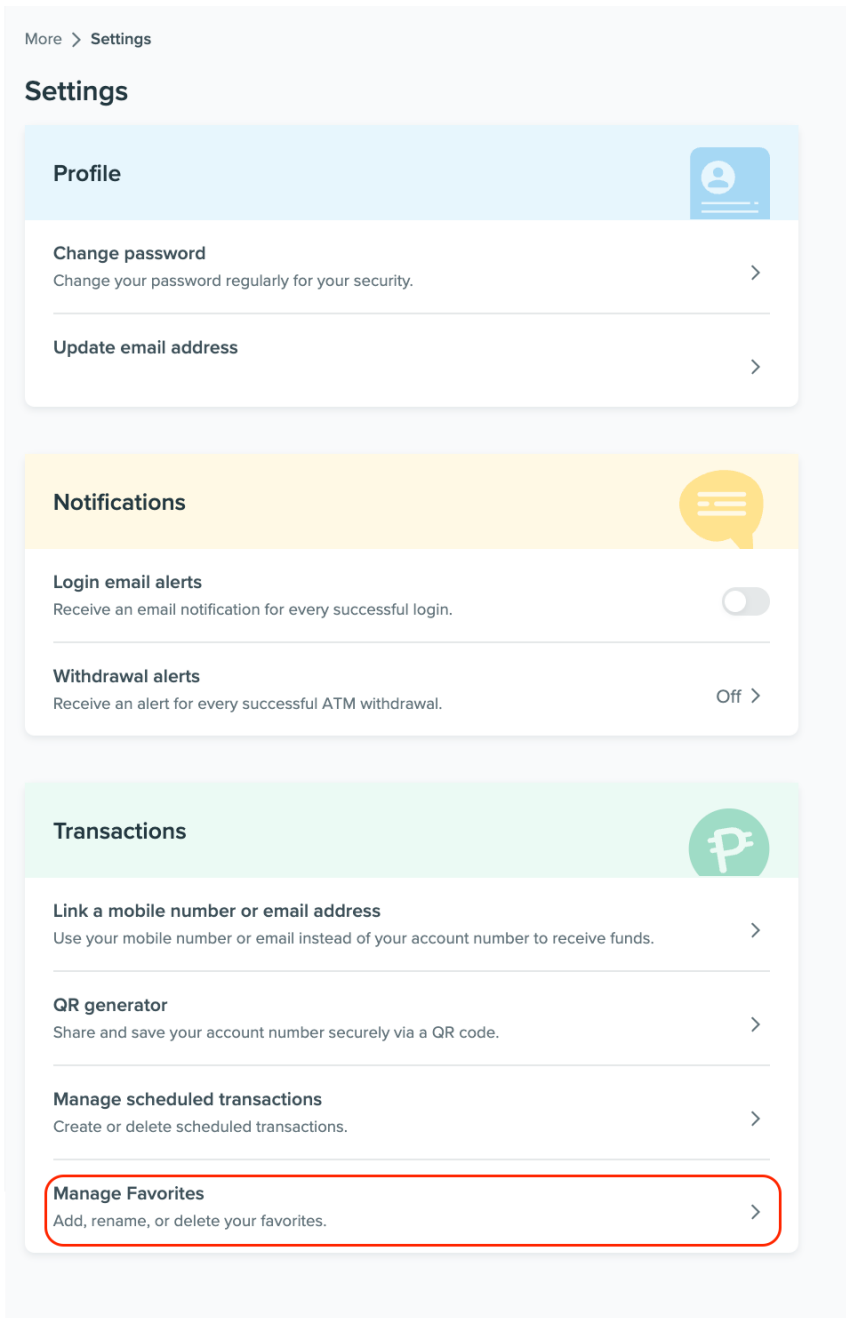 More > Settings
Settings
Profile
Change password
Change your password regularly for your security.
Update email address
Notifications
Login email alerts
Receive an email notification for every successful login.
Withdrawal alerts
Receive an alert for every successful ATM withdrawal.
Off
Transactions
Link a mobile number or email address
Use your mobile number or email instead of your account number to receive funds.
QR generator
Share and save your account number securely via a QR code.
Manage scheduled transactions
Create or delete scheduled transactions.
Manage Favorites
Add, rename, or delete your favorites.